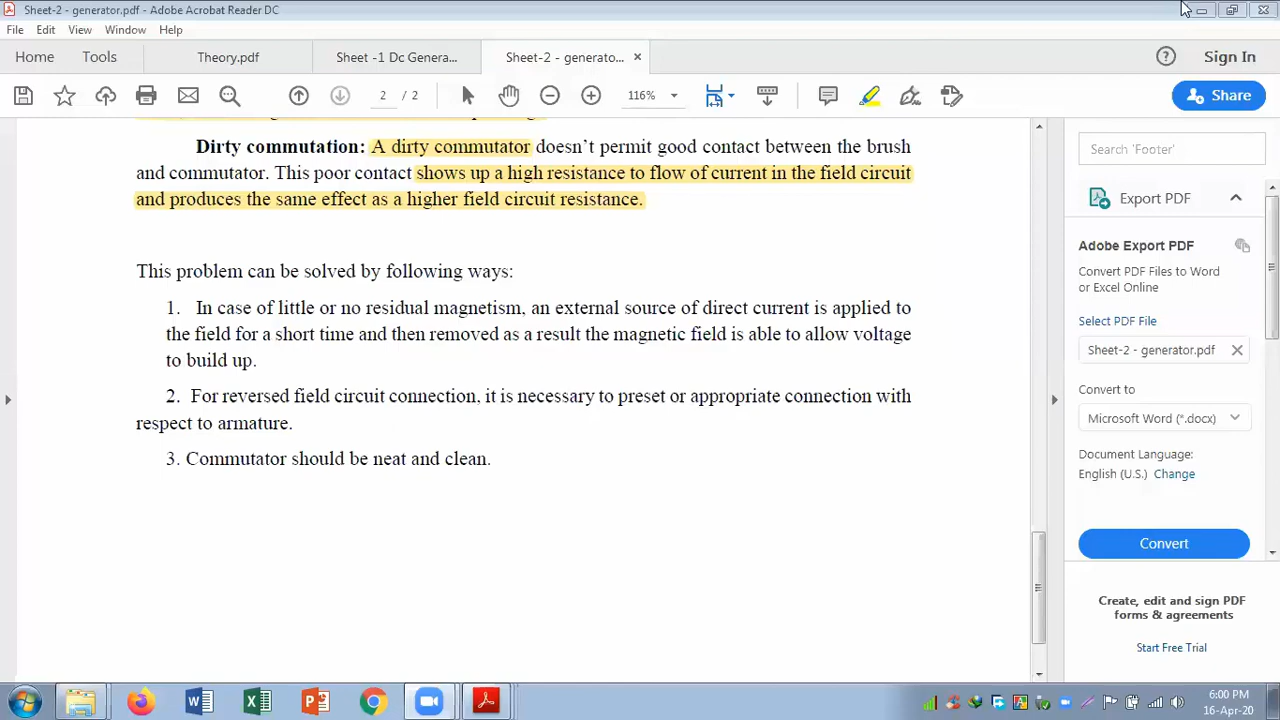 Sheet-2 - generator.pdf - Adobe Acrobat Reader DC
File Edit View Window Help
Home Tools Theory.pdf Sheet -1 Dc Genera... Sheet-2 - generato... × Sign In
2 / 2 116% Share
Dirty commutation: A dirty commutator doesn't permit good contact between the brush
and commutator. This poor contact shows up a high resistance to flow of current in the field circuit
and produces the same effect as a higher field circuit resistance.
This problem can be solved by following ways:
1. In case of little or no residual magnetism, an external source of direct current is applied to
the field for a short time and then removed as a result the magnetic field is able to allow voltage
to build up.
2. For reversed field circuit connection, it is necessary to preset or appropriate connection with
respect to armature.
3. Commutator should be neat and clean.
Search 'Footer'
Export PDF
Adobe Export PDF
Convert PDF Files to Word
or Excel Online
Select PDF File
Sheet-2 - generator.pdf
Convert to
Microsoft Word (*.docx)
Document Language:
English (U.S.) Change
Convert
Create, edit and sign PDF
forms & agreements
Start Free Trial
6:00 PM
16-Apr-20